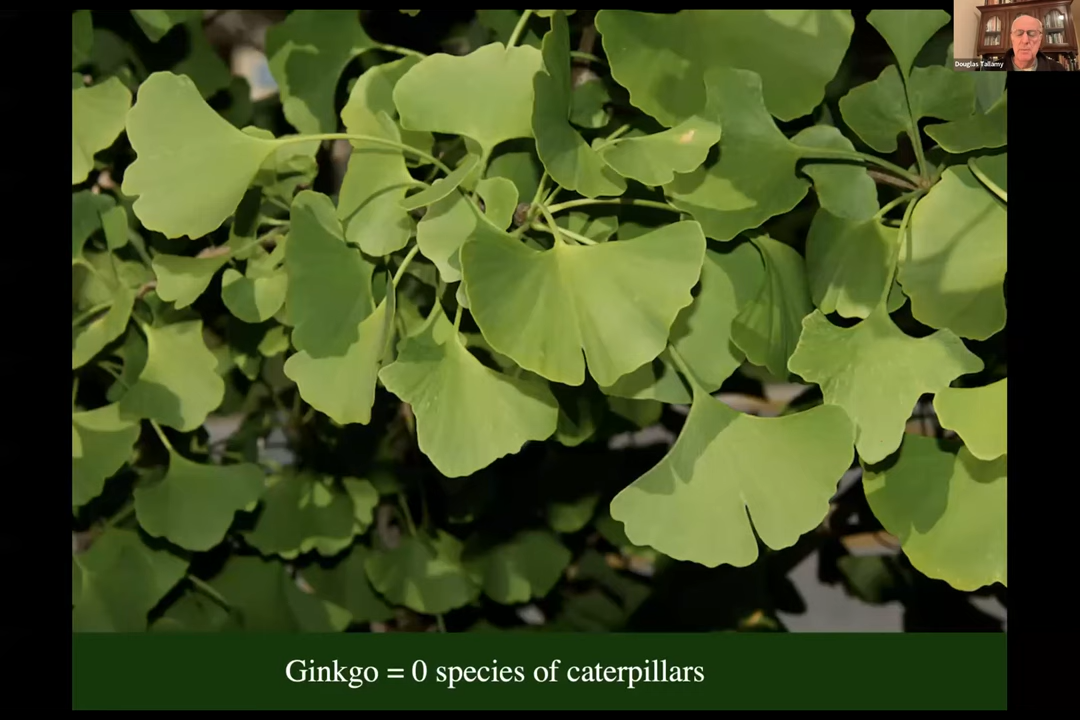 Douglas Tallamy
Ginkgo = 0 species of caterpillars